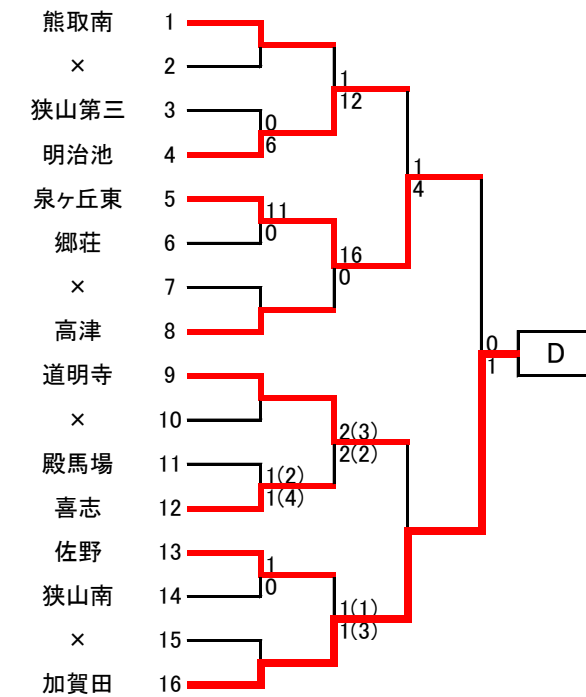 熊取南 1
× 2
1
狭山第三 3
12
0
明治池 4
6
1
泉ヶ丘東 5
4
11
郷荘 6
0
16
× 7
0
高津 8
0
D
1
道明寺 9
× 10
2(3)
2(2)
殿馬場 11
1(2)
1(4)
喜志 12
佐野 13
1
狭山南 14
0
1(1)
1(3)
× 15
加賀田 16